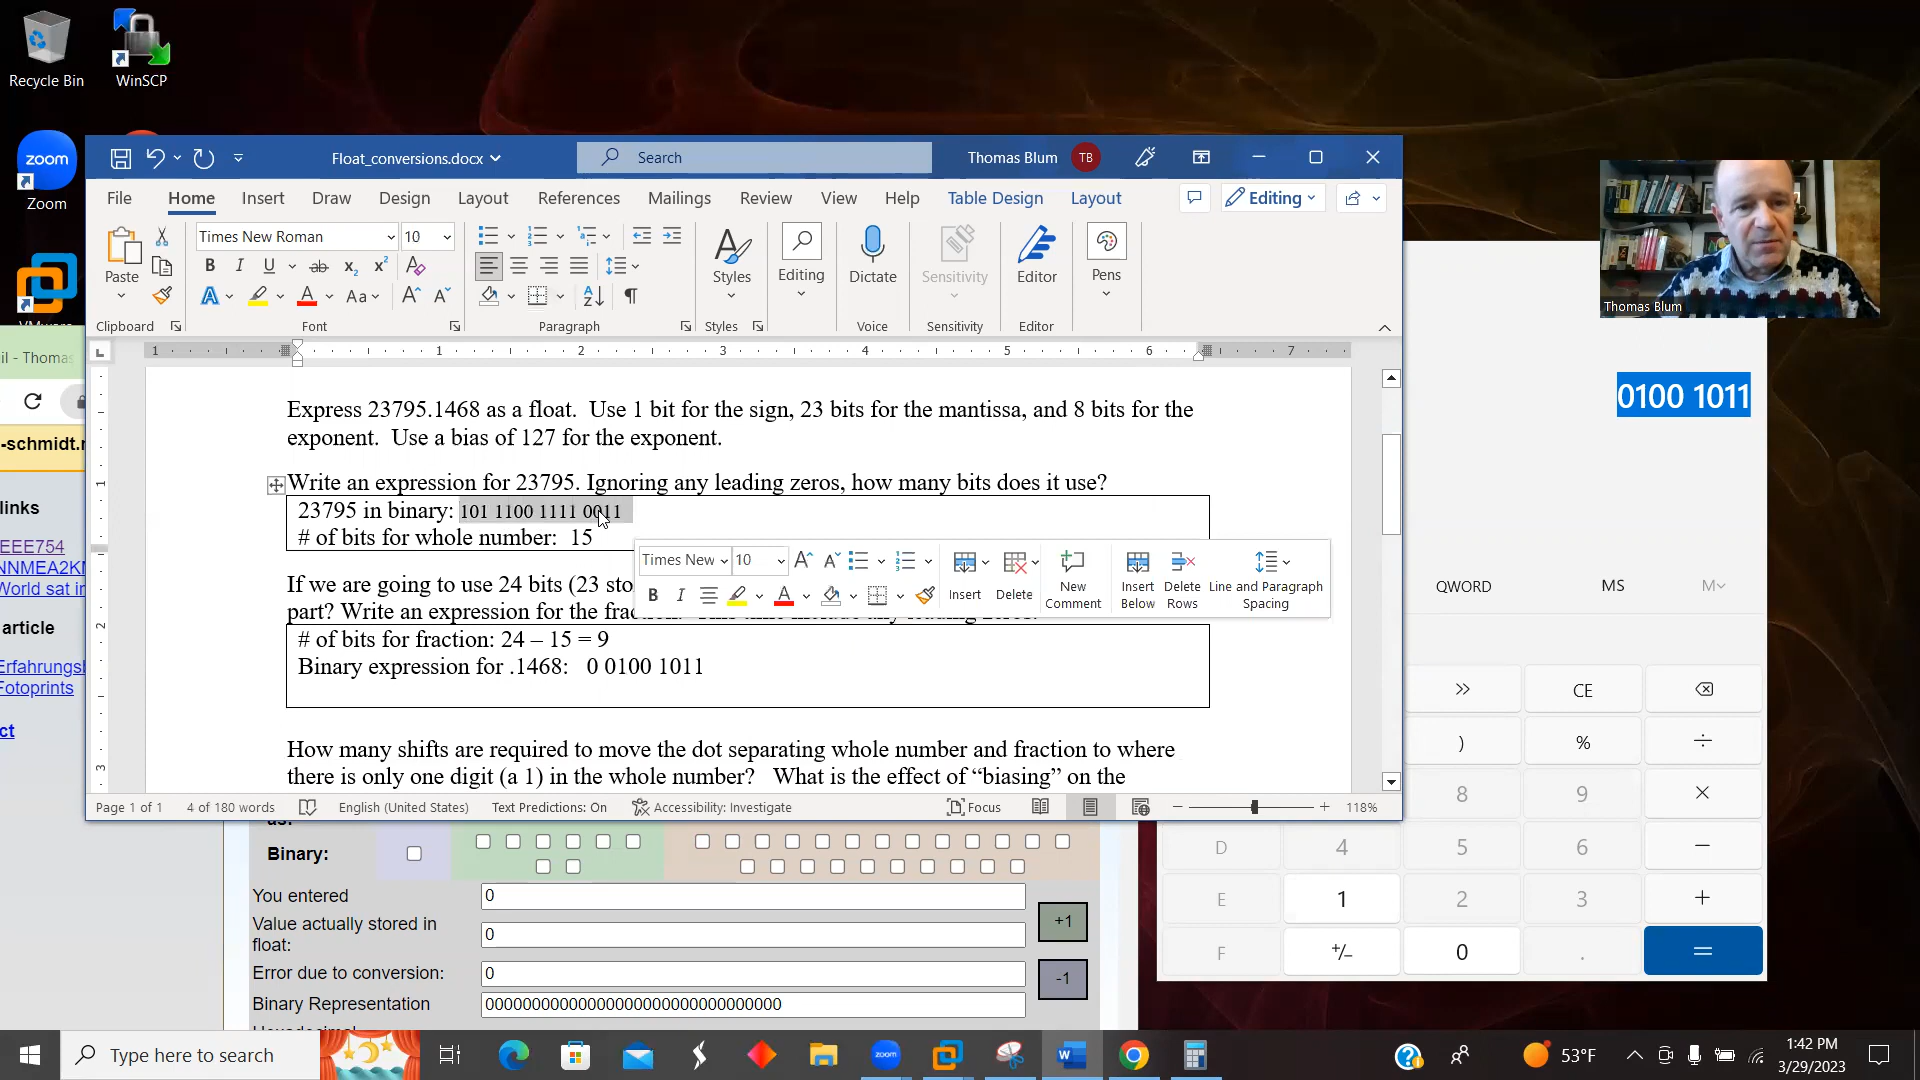 Recycle Bin
WinSCP
zoom
Zoom
Float_conversions.docx
Search
Thomas Blum
TB
File
Home
Insert
Draw
Design
Layout
References
Mailings
Review
View
Help
Table Design
Layout
Editing
Times New Roman
10
Paste
Styles
Editing
Dictate
Sensitivity
Editor
Pens
Clipboard
Font
Paragraph
Styles
Voice
Sensitivity
Editor
Thomas Blum
il - Thomas
-schmidt.
links
EEE754
NNMEA2K
World sat i
article
Erfahrungsb
Fotoprints
ct
1 1 2 3 4 5 6 7
Express 23795.1468 as a float. Use 1 bit for the sign, 23 bits for the mantissa, and 8 bits for the
exponent. Use a bias of 127 for the exponent.
Write an expression for 23795. Ignoring any leading zeros, how many bits does it use?
23795 in binary: 101 1100 1111 0011
# of bits for whole number: 15
Times New
10
Insert
Delete
New
Comment
Insert
Below
Delete
Rows
Line and Paragraph
Spacing
If we are going to use 24 bits (23 sto
part? Write an expression for the fra
# of bits for fraction: 24 – 15 = 9
Binary expression for .1468: 0 0100 1011
How many shifts are required to move the dot separating whole number and fraction to where
there is only one digit (a 1) in the whole number? What is the effect of “biasing” on the
Page 1 of 1
4 of 180 words
English (United States)
Text Predictions: On
Accessibility: Investigate
Focus
118%
0100 1011
QWORD
MS
M
>>
CE
)
%
÷
8
9
×
D
4
5
6
−
E
1
2
3
+
F
+/−
0
.
=
Binary:
You entered
0
Value actually stored in
float:
0
+1
Error due to conversion:
0
-1
Binary Representation
00000000000000000000000000000000
Type here to search
53°F
1:42 PM
3/29/2023